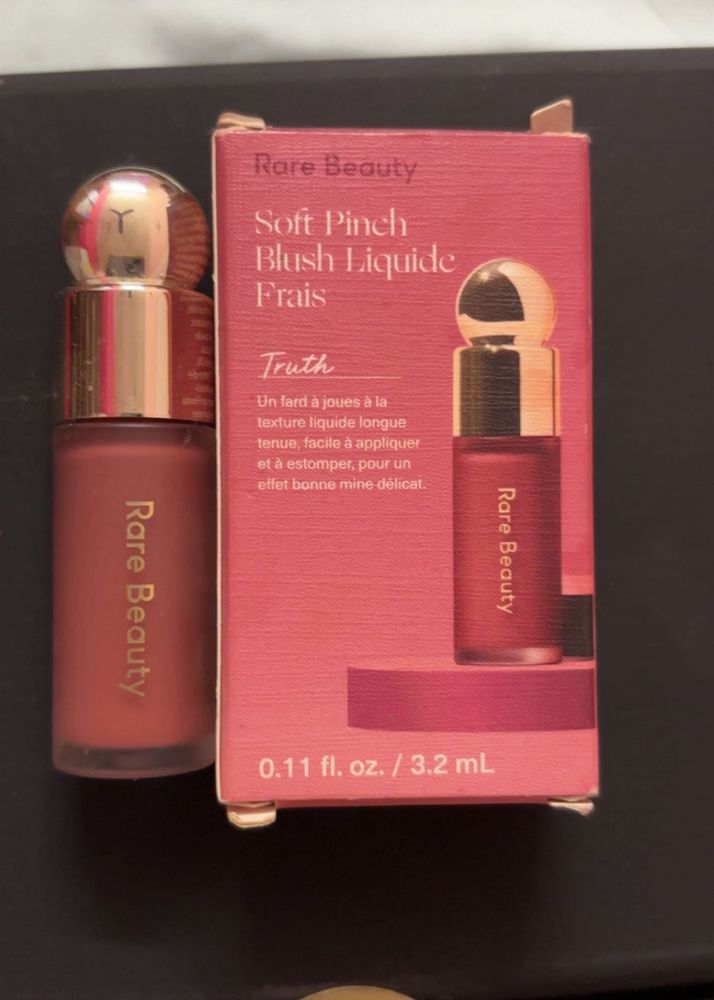 Rare Beauty
Soft Pinch
Blush Liquide
Frais
Truth
Un fard à joues à la
texture liquide longue
tenue, facile à appliquer
et à estomper, pour un
effet bonne mine délicat.
Rare Beauty
0.11 fl. oz. / 3.2 mL
Rare Beauty